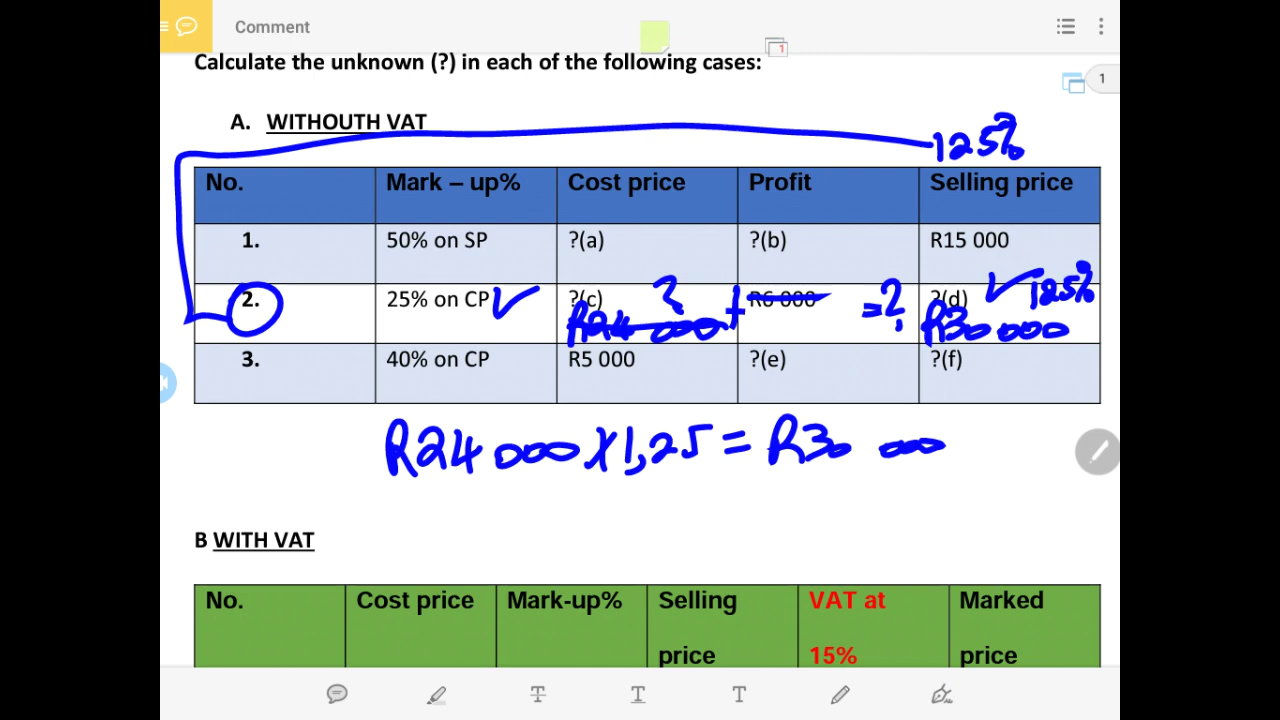 Comment
1
Calculate the unknown (?) in each of the following cases:
1
A. WITHOUTH VAT
125%
No. Mark – up% Cost price Profit Selling price
1. 50% on SP ?(a) ?(b) R15 000
2. 25% on CP ?(c) ? + R6 000 = ? ?(d) 125%
R24 000 R30 000
3. 40% on CP R5 000 ?(e) ?(f)
R24 000 x 1,25 = R30 000
B WITH VAT
No. Cost price Mark-up% Selling price VAT at 15% Marked price